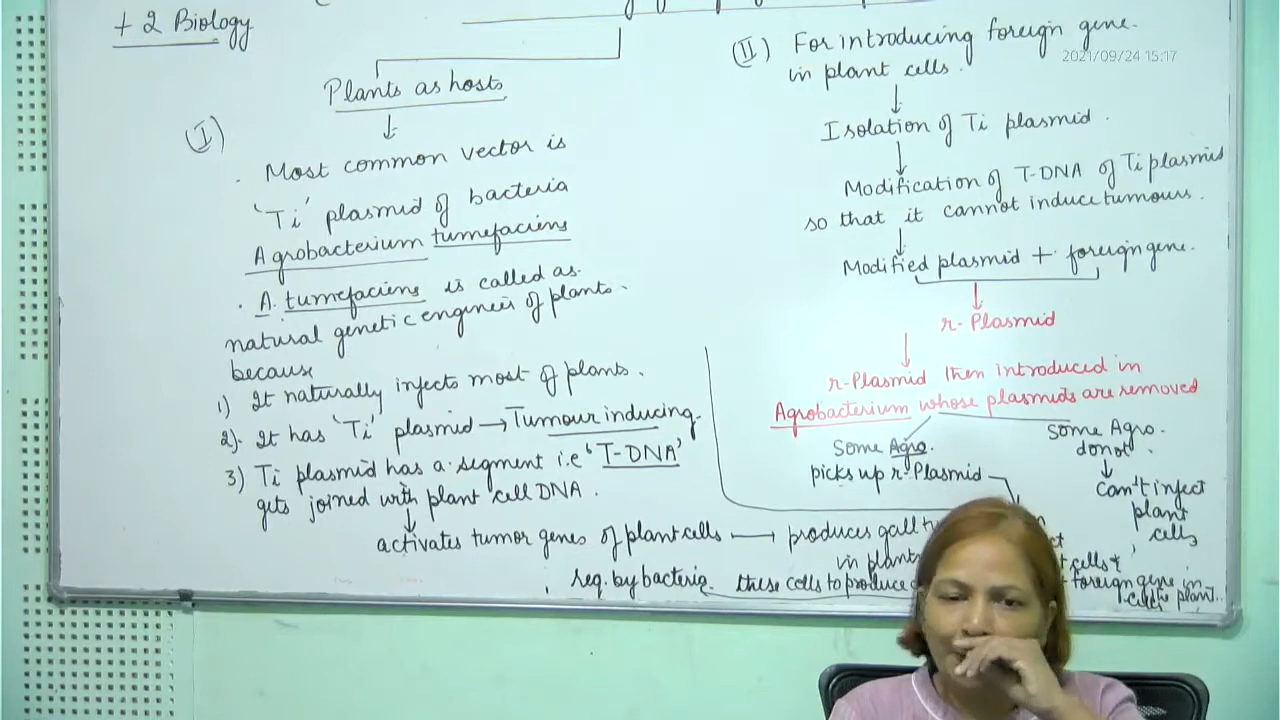 + 2 Biology
Plants as hosts
(I)
. Most common vector is
'Ti' plasmid of bacteria
Agrobacterium tumefaciens
. A. tumefaciens is called as
natural genetic engineer of plants.
because
1) It naturally infects most of plants.
2). It has 'Ti' plasmid → Tumour inducing.
3) Ti plasmid has a segment i.e 'T-DNA'
gets joined with plant cell DNA.
↓
activates tumor genes of plant cells → produces gall
in plants
req. by bacteria these cells to produce
(II) For introducing foreign gene.
in plant cells.
↓
Isolation of Ti plasmid.
↓
Modification of T-DNA of Ti plasmid
so that it cannot induce tumours.
↓
Modified plasmid + foreign gene.
↓
r-Plasmid
↓
r-Plasmid then introduced in
Agrobacterium whose plasmids are removed
Some Agro.
picks up r-Plasmid
Some Agro.
donot.
↓
can't infect
plant
cells
cells &
foreign gene in
plant..
2021/09/24 15:17